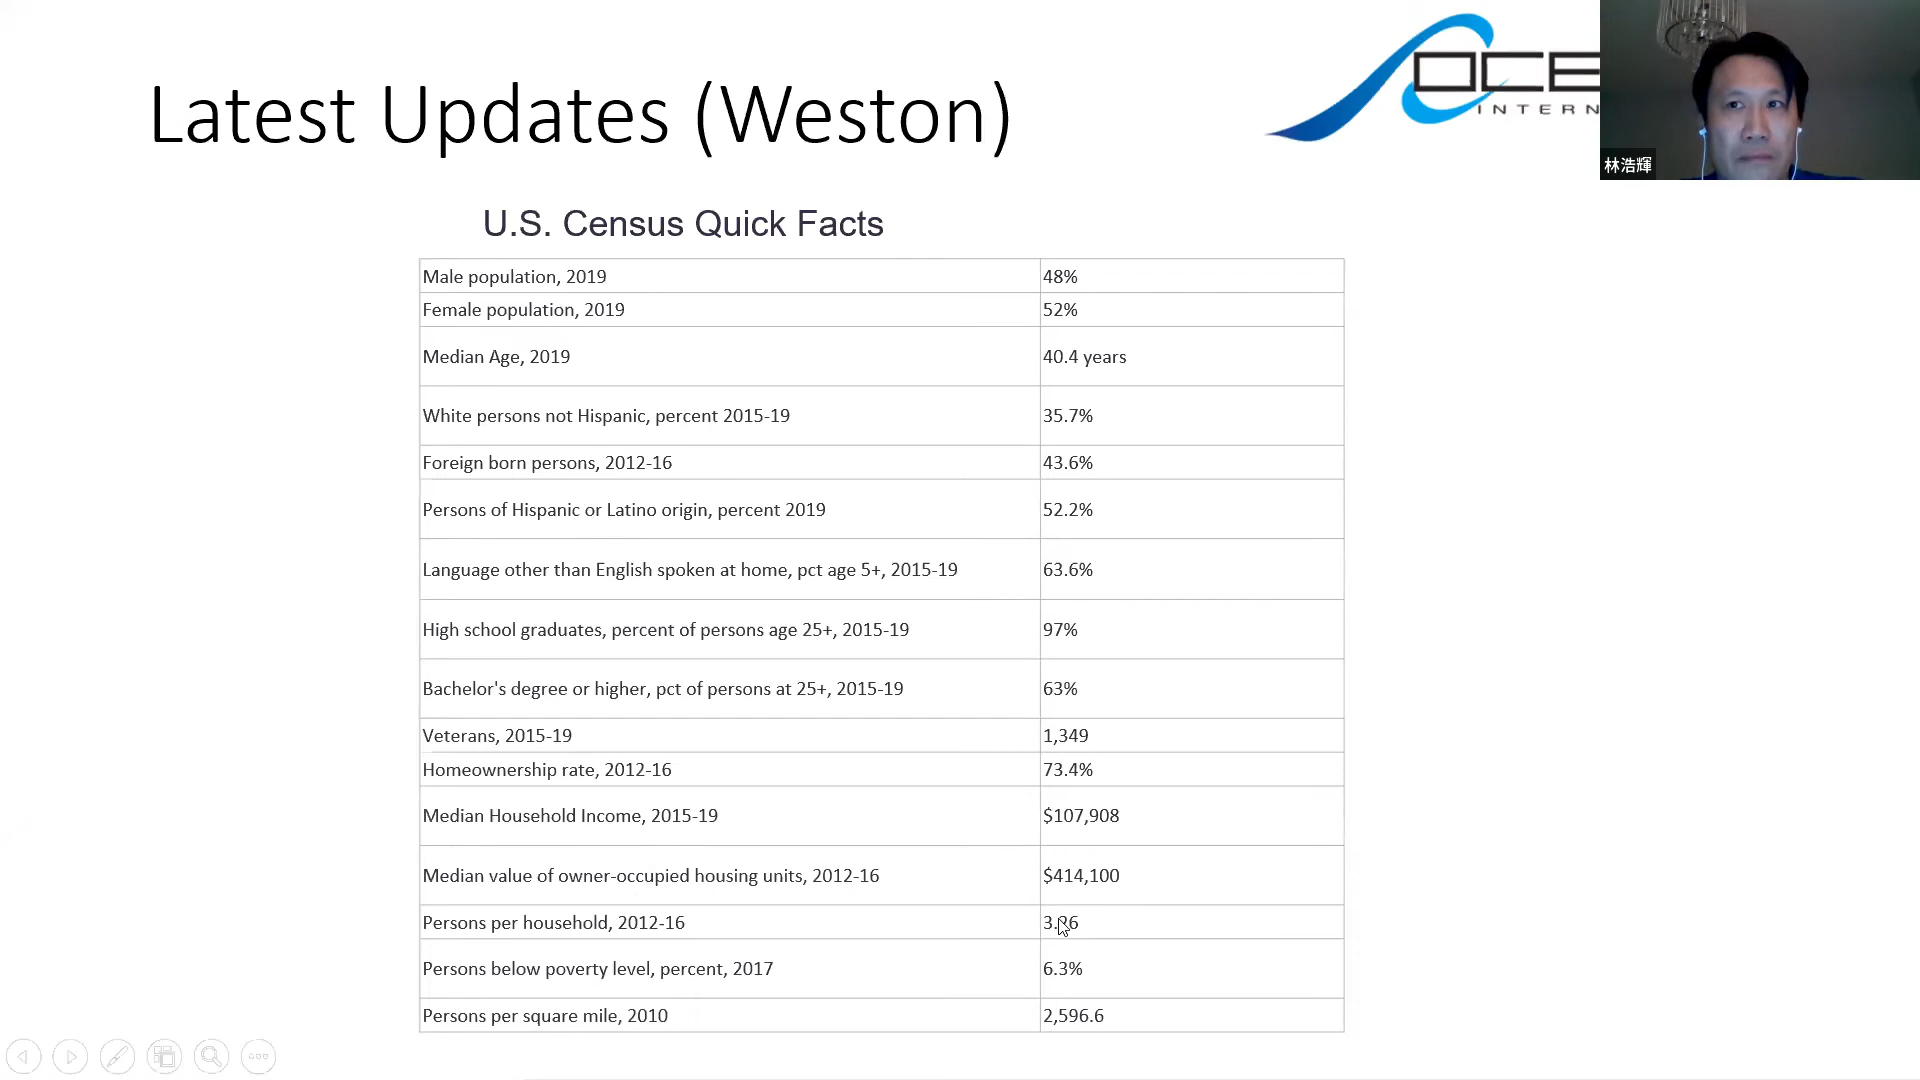 Latest Updates (Weston)
OCE
INTERN
林浩輝
U.S. Census Quick Facts
Male population, 2019 48%
Female population, 2019 52%
Median Age, 2019 40.4 years
White persons not Hispanic, percent 2015-19 35.7%
Foreign born persons, 2012-16 43.6%
Persons of Hispanic or Latino origin, percent 2019 52.2%
Language other than English spoken at home, pct age 5+, 2015-19 63.6%
High school graduates, percent of persons age 25+, 2015-19 97%
Bachelor's degree or higher, pct of persons at 25+, 2015-19 63%
Veterans, 2015-19 1,349
Homeownership rate, 2012-16 73.4%
Median Household Income, 2015-19 $107,908
Median value of owner-occupied housing units, 2012-16 $414,100
Persons per household, 2012-16
Persons below poverty level, percent, 2017 6.3%
Persons per square mile, 2010 2,596.6